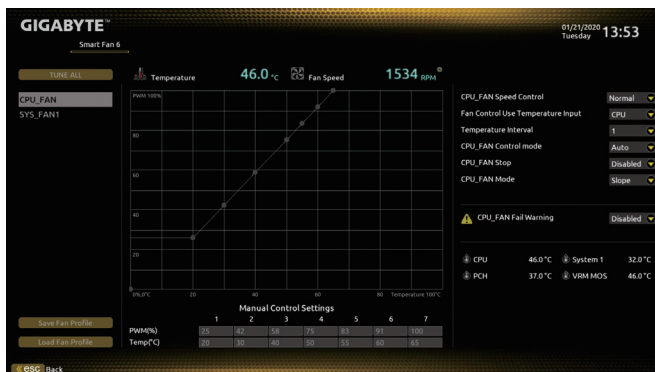 GIGABYTE™
01/21/2020 Tuesday 13:53
Smart Fan 6
TUNE ALL
Temperature 46.0 °C Fan Speed 1534 RPM
CPU_FAN
SYS_FAN1
PWM 100%
80
60
40
20
0%,0°C 20 40 60 80 Temperature 100°C
CPU_FAN Speed Control Normal
Fan Control Use Temperature Input CPU
Temperature Interval 1
CPU_FAN Control mode Auto
CPU_FAN Stop Disabled
CPU_FAN Mode Slope
CPU_FAN Fail Warning Disabled
CPU 46.0°C System 1 32.0°C
PCH 37.0°C VRM MOS 46.0°C
Manual Control Settings
1 2 3 4 5 6 7
PWM(%) 25 42 58 75 83 91 100
Temp(°C) 20 30 40 50 55 60 65
Save Fan Profile
Load Fan Profile
esc Back